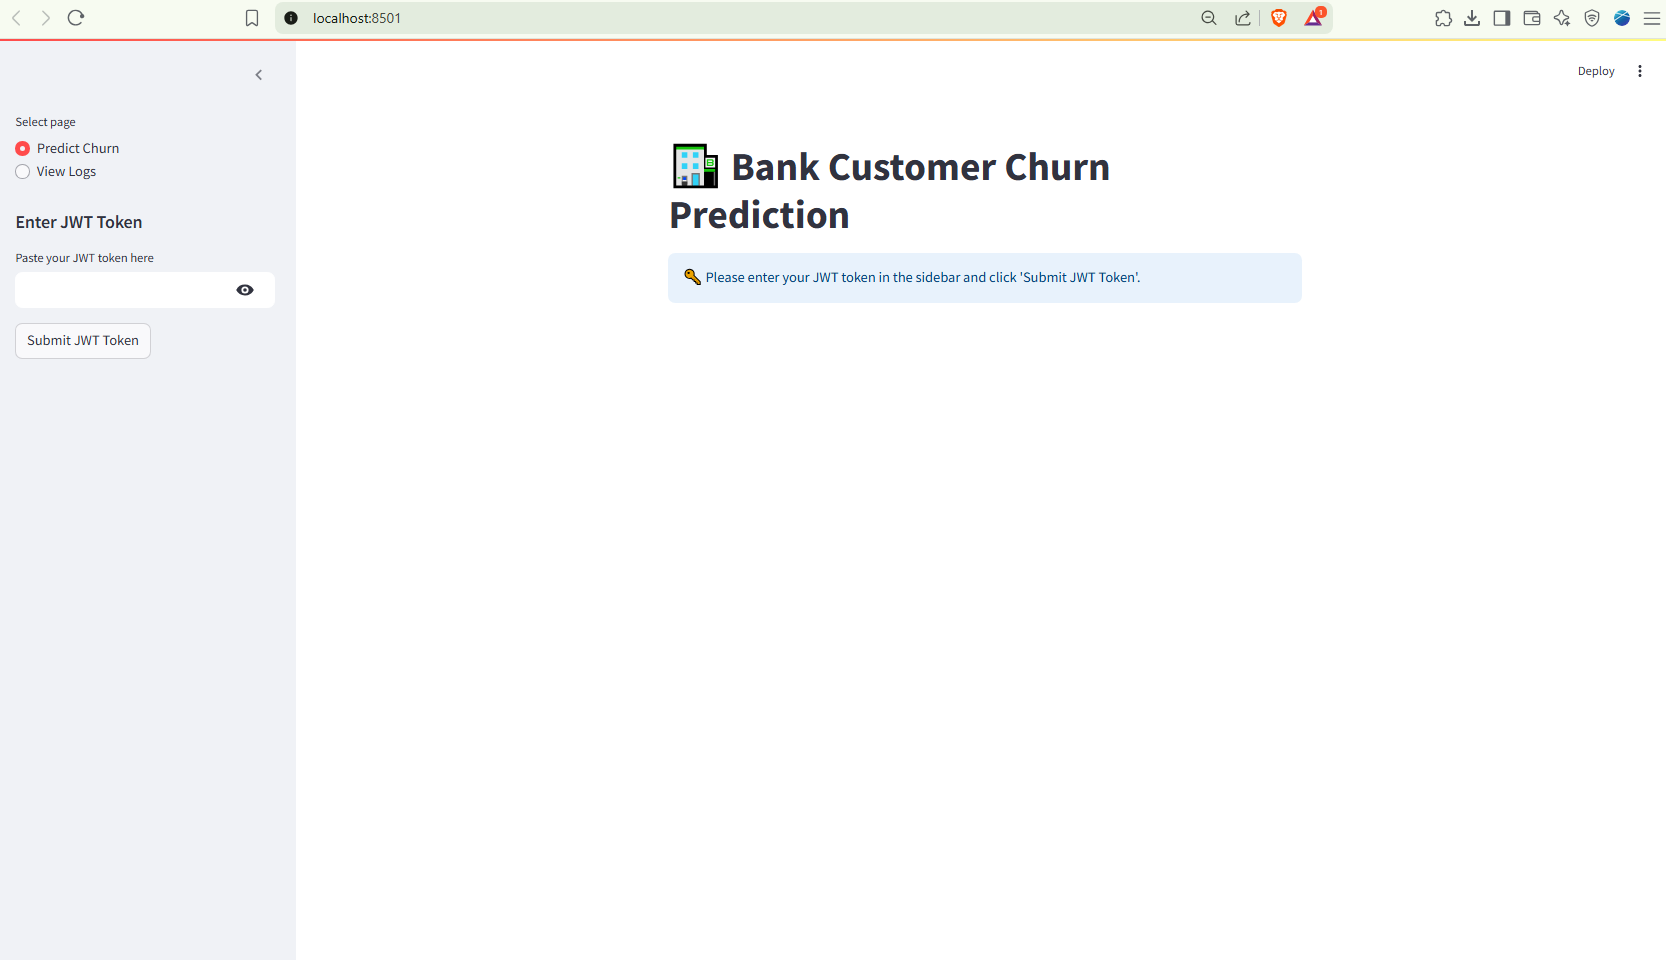 localhost:8501
1
Deploy
Select page
Predict Churn
View Logs
Enter JWT Token
Paste your JWT token here
Submit JWT Token
Bank Customer Churn
Prediction
Please enter your JWT token in the sidebar and click 'Submit JWT Token'.